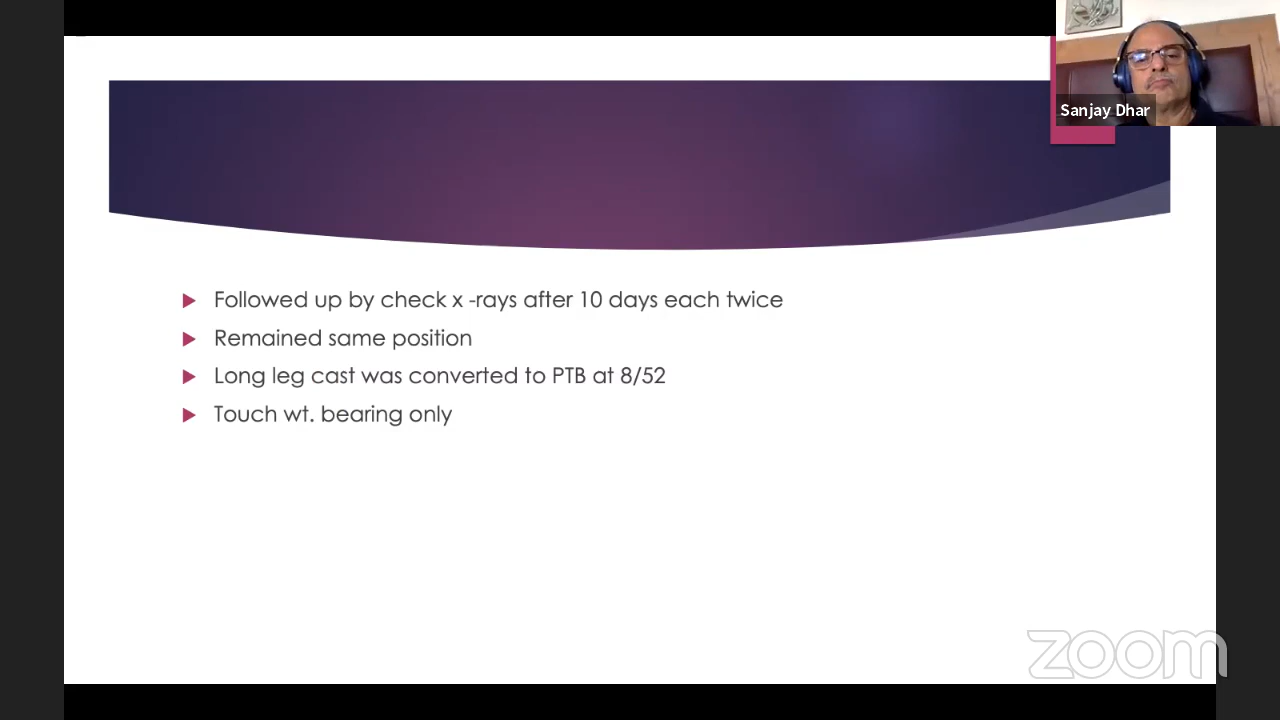 Sanjay Dhar
Followed up by check x -rays after 10 days each twice
Remained same position
Long leg cast was converted to PTB at 8/52
Touch wt. bearing only
zoom